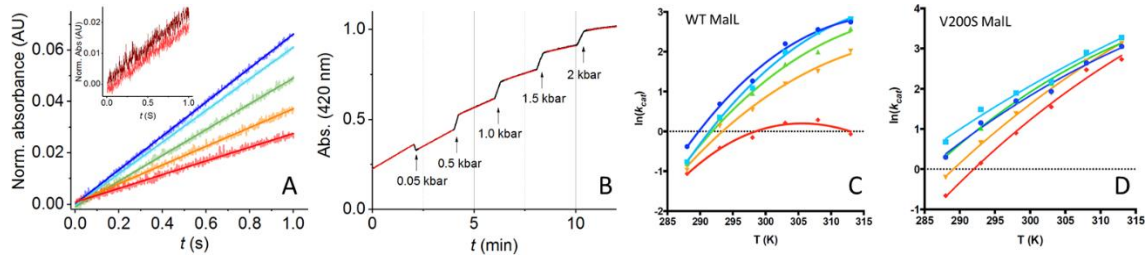 Norm. absorbance (AU)
0.06
0.04
0.02
0.00
0.0 0.2 0.4 0.6 0.8 1.0
t (s)
A
Norm. Abs (AU)
0.02
0.01
0.00
0.0 0.5 1.0
t (S)
Abs. (420 nm)
1.0
0.5
0.0
0 5 10
t (min)
B
0.05 kbar
0.5 kbar
1.0 kbar
1.5 kbar
2 kbar
WT MalL
ln(kcat)
4
3
2
1
0
-1
-2
285 290 295 300 305 310 315
T (K)
C
V200S MalL
ln(kcat)
4
3
2
1
0
-1
285 290 295 300 305 310 315
T (K)
D